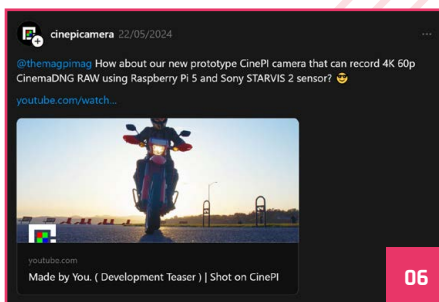 cinepicamera 22/05/2024
@themagpimag How about our new prototype CinePI camera that can record 4K 60p
CinemaDNG RAW using Raspberry Pi 5 and Sony STARVIS 2 sensor? 😎
youtube.com/watch...
youtube.com
Made by You. ( Development Teaser ) | Shot on CinePI
06